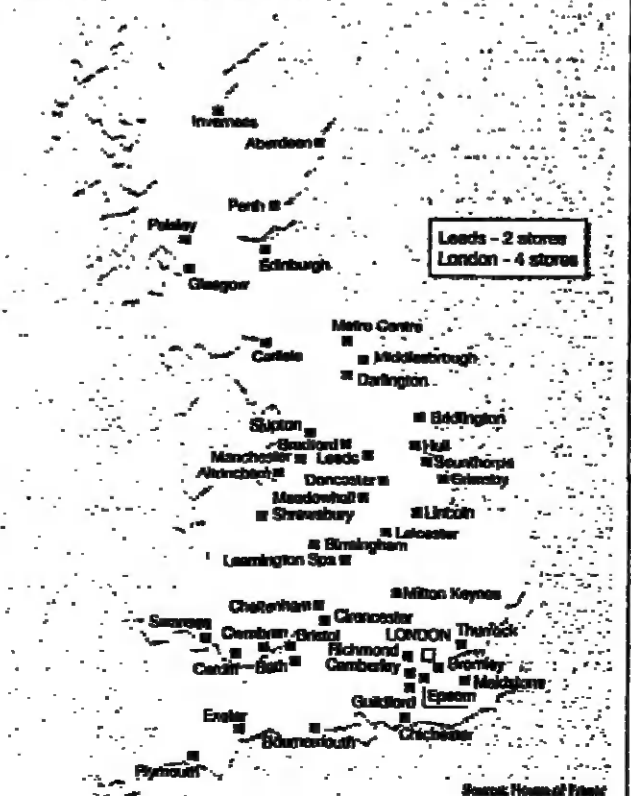 Inverness
Aberdeen
Perth
Paisley
Leeds - 2 stores
London - 4 stores
Edinburgh
Glasgow
Metro Centre
Carlisle
Middlesbrough
Darlington
Bridlington
Skipton
Bradford
Hull
Manchester
Leeds
Scunthorpe
Altrincham
Doncaster
Grimsby
Meadowhall
Shrewsbury
Lincoln
Leicester
Birmingham
Leamington Spa
Milton Keynes
Cheltenham
Cirencester
Swansea
Cwmbran
Bristol
LONDON
Thurrock
Richmond
Cardiff
Bath
Camberley
Bromley
Maidstone
Epsom
Guildford
Exeter
Bournemouth
Chichester
Plymouth
Source: House of Fraser